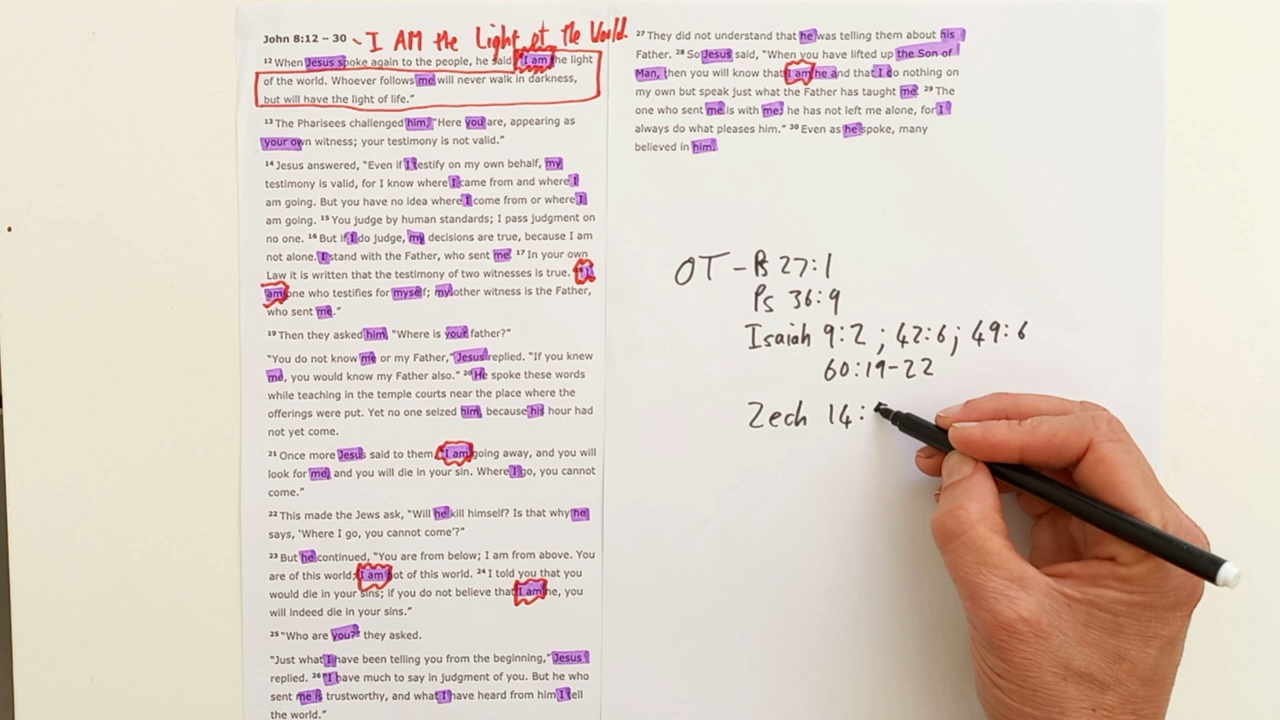 John 8:12 – 30 - I AM the Light of the World.
¹² When Jesus spoke again to the people, he said, "I am the light
of the world. Whoever follows me will never walk in darkness,
but will have the light of life."
¹³ The Pharisees challenged him, "Here you are, appearing as
your own witness; your testimony is not valid."
¹⁴ Jesus answered, "Even if I testify on my own behalf, my
testimony is valid, for I know where I came from and where I
am going. But you have no idea where I come from or where I
am going. ¹⁵ You judge by human standards; I pass judgment on
no one. ¹⁶ But if I do judge, my decisions are true, because I am
not alone. I stand with the Father, who sent me. ¹⁷ In your own
Law it is written that the testimony of two witnesses is true. ¹⁸ I
am one who testifies for myself; my other witness is the Father,
who sent me."
¹⁹ Then they asked him, "Where is your father?"
"You do not know me or my Father," Jesus replied. "If you knew
me, you would know my Father also." ²⁰ He spoke these words
while teaching in the temple courts near the place where the
offerings were put. Yet no one seized him, because his hour had
not yet come.
²¹ Once more Jesus said to them, "I am going away, and you will
look for me, and you will die in your sin. Where I go, you cannot
come."
²² This made the Jews ask, "Will he kill himself? Is that why he
says, 'Where I go, you cannot come'?"
²³ But he continued, "You are from below; I am from above. You
are of this world; I am not of this world. ²⁴ I told you that you
would die in your sins; if you do not believe that I am he, you
will indeed die in your sins."
²⁵ "Who are you?" they asked.
"Just what I have been telling you from the beginning," Jesus
replied. ²⁶ "I have much to say in judgment of you. But he who
sent me is trustworthy, and what I have heard from him I tell
the world."
²⁷ They did not understand that he was telling them about his
Father. ²⁸ So Jesus said, "When you have lifted up the Son of
Man, then you will know that I am he and that I do nothing on
my own but speak just what the Father has taught me. ²⁹ The
one who sent me is with me; he has not left me alone, for I
always do what pleases him." ³⁰ Even as he spoke, many
believed in him.
OT - Ps 27:1
Ps 36:9
Isaiah 9:2 ; 42:6; 49:6
60:19-22
Zech 14: